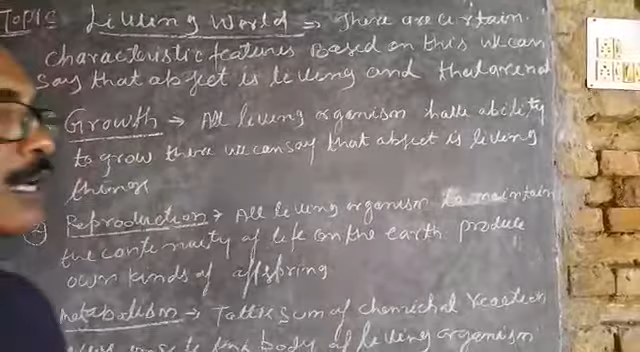 Topic Living World => There are certain
characteristic features Based on this we can
say that object is living and that are not
Growth → All living organism have ability
to grow there we can say that object is living
things
2) Reproduction → All living organism to maintain
the continuity of life on the earth produce
own kinds of offspring
metabolism → Total sum of chemical reaction
body of living organism